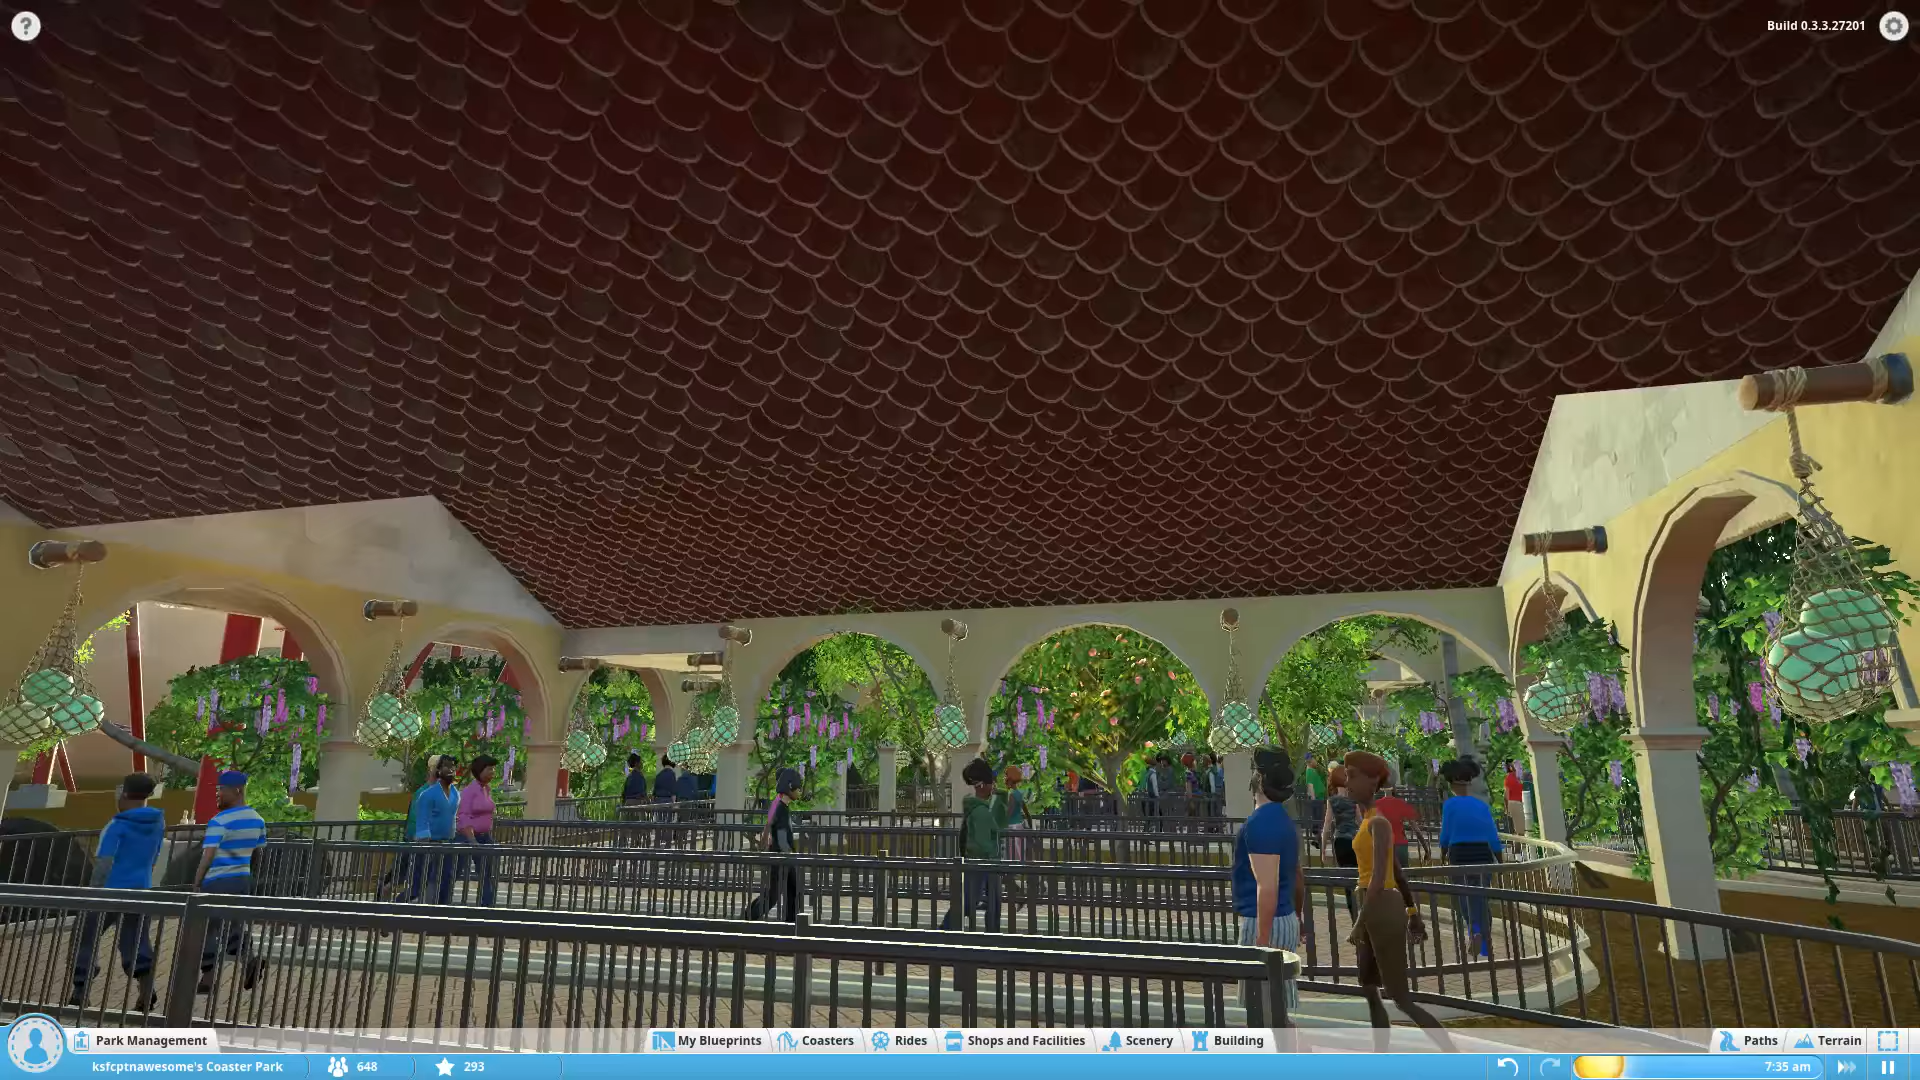 ?
Build 0.3.3.27201
Park Management
My Blueprints
Coasters
Rides
Shops and Facilities
Scenery
Building
Paths
Terrain
ksfcptnawesome's Coaster Park
648
293
7:35 am